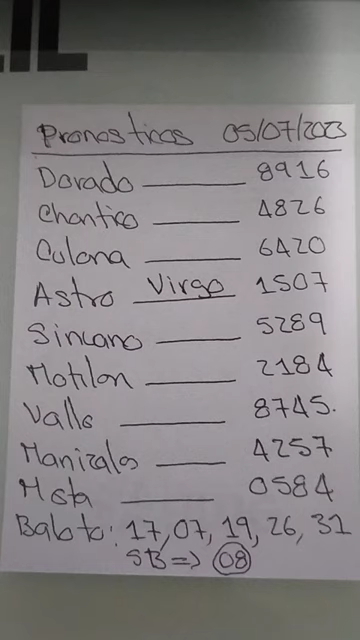 Pronosticos 05/07/2023
Dorado 8916
Chontico 4826
Culona 6420
Astro Virgo 1507
Sinuano 5289
Motilon 2184
Valle 8745.
Manizales 4257
Meta 0584
Baloto: 17, 07, 19, 26, 31
SB => 08